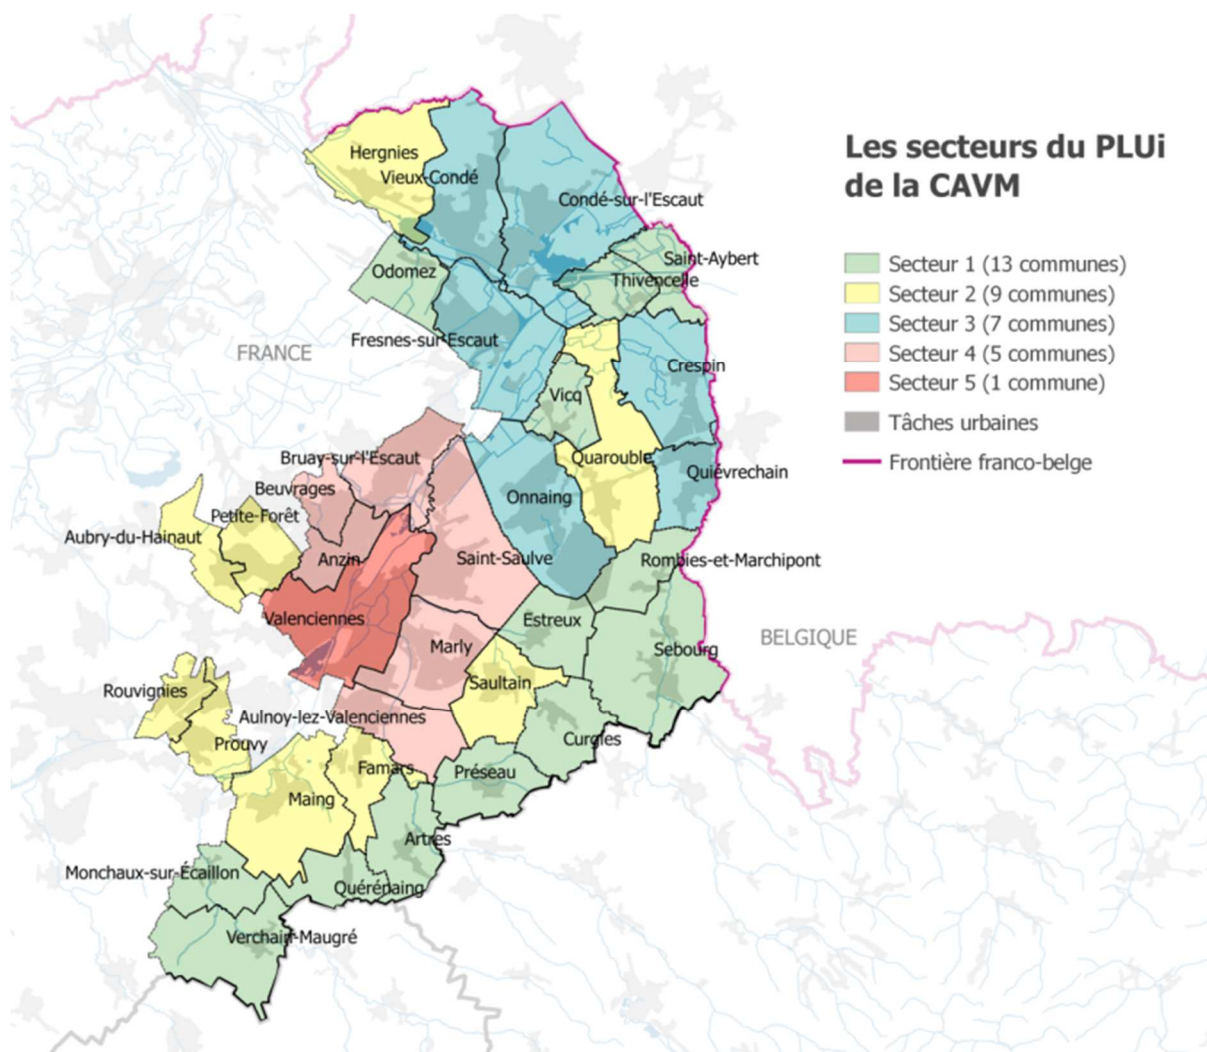 Les secteurs du PLUi
de la CAVM
Secteur 1 (13 communes)
Secteur 2 (9 communes)
Secteur 3 (7 communes)
Secteur 4 (5 communes)
Secteur 5 (1 commune)
Tâches urbaines
Frontière franco-belge
Hergnies
Vieux-Condé
Condé-sur-l'Escaut
Saint-Aybert
Odomez
Thivencelle
Fresnes-sur-Escaut
FRANCE
Crespin
Vicq
Bruay-sur-l'Escaut
Quarouble
Quiévrechain
Beuvrages
Onnaing
Petite-Forêt
Aubry-du-Hainaut
Anzin
Saint-Saulve
Rombies-et-Marchipont
Valenciennes
Estreux
BELGIQUE
Marly
Sebourg
Saultain
Rouvignies
Aulnoy-lez-Valenciennes
Prouvy
Curgies
Famars
Préseau
Maing
Artres
Monchaux-sur-Écaillon
Quérénaing
Verchain-Maugré